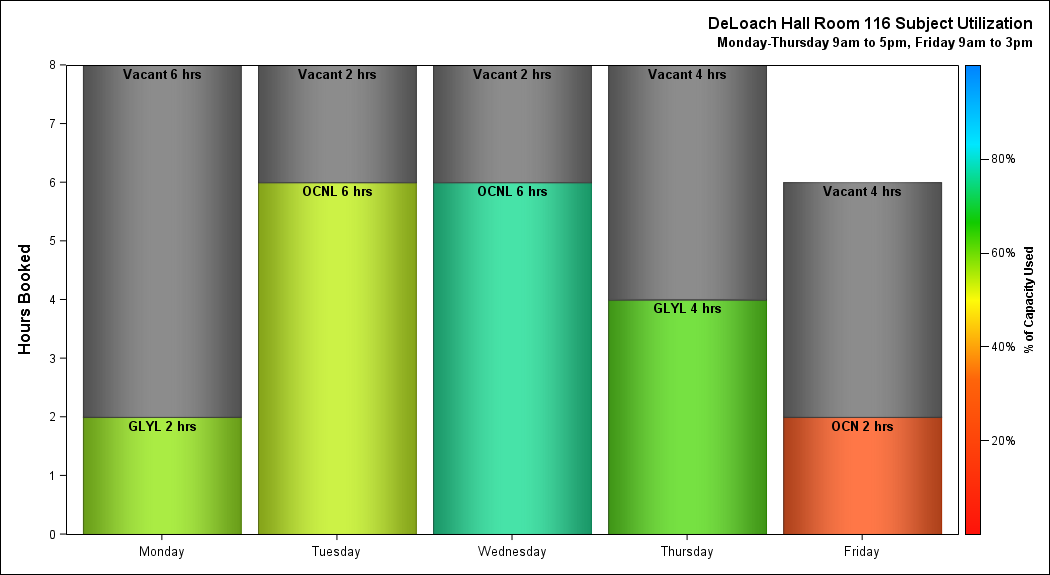 DeLoach Hall Room 116 Subject Utilization
Monday-Thursday 9am to 5pm, Friday 9am to 3pm
Hours Booked
8
7
6
5
4
3
2
1
0
Vacant 6 hrs
GLYL 2 hrs
Vacant 2 hrs
OCNL 6 hrs
Vacant 2 hrs
OCNL 6 hrs
Vacant 4 hrs
GLYL 4 hrs
Vacant 4 hrs
OCN 2 hrs
Monday
Tuesday
Wednesday
Thursday
Friday
80%
60%
40%
20%
% of Capacity Used